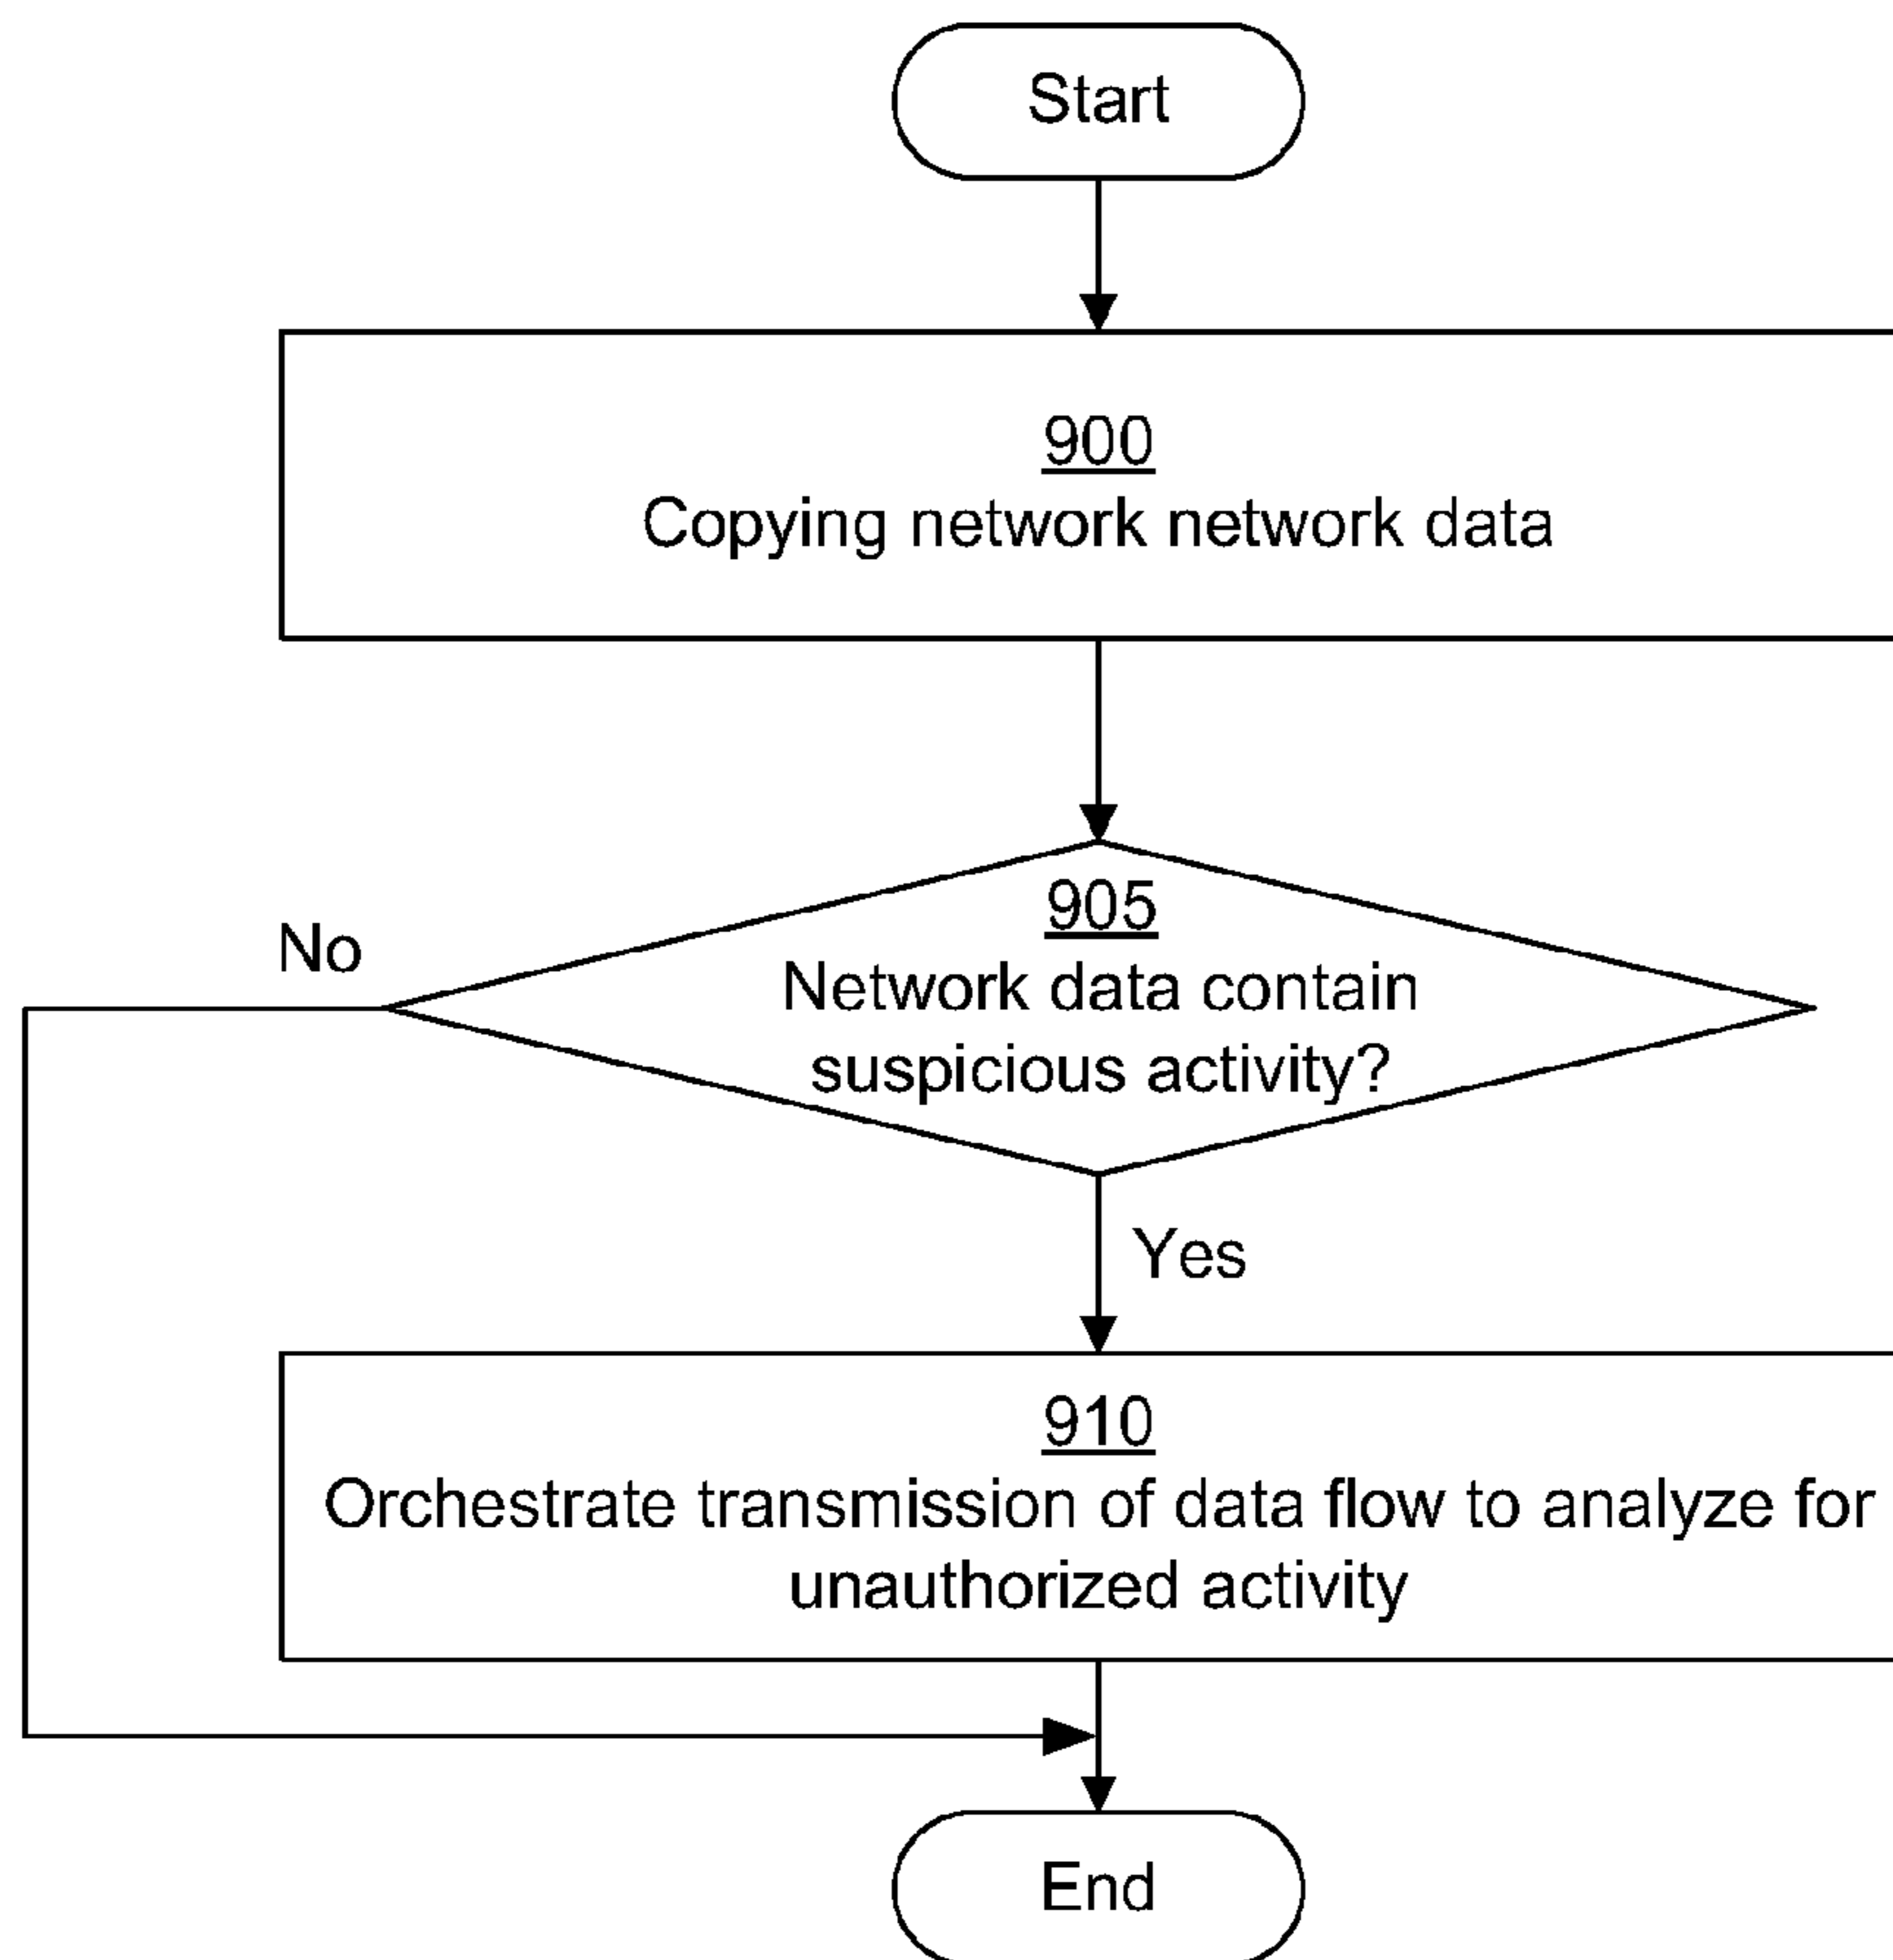 Start
900
Copying network network data
905
Network data contain
suspicious activity?
No
Yes
910
Orchestrate transmission of data flow to analyze for
unauthorized activity
End